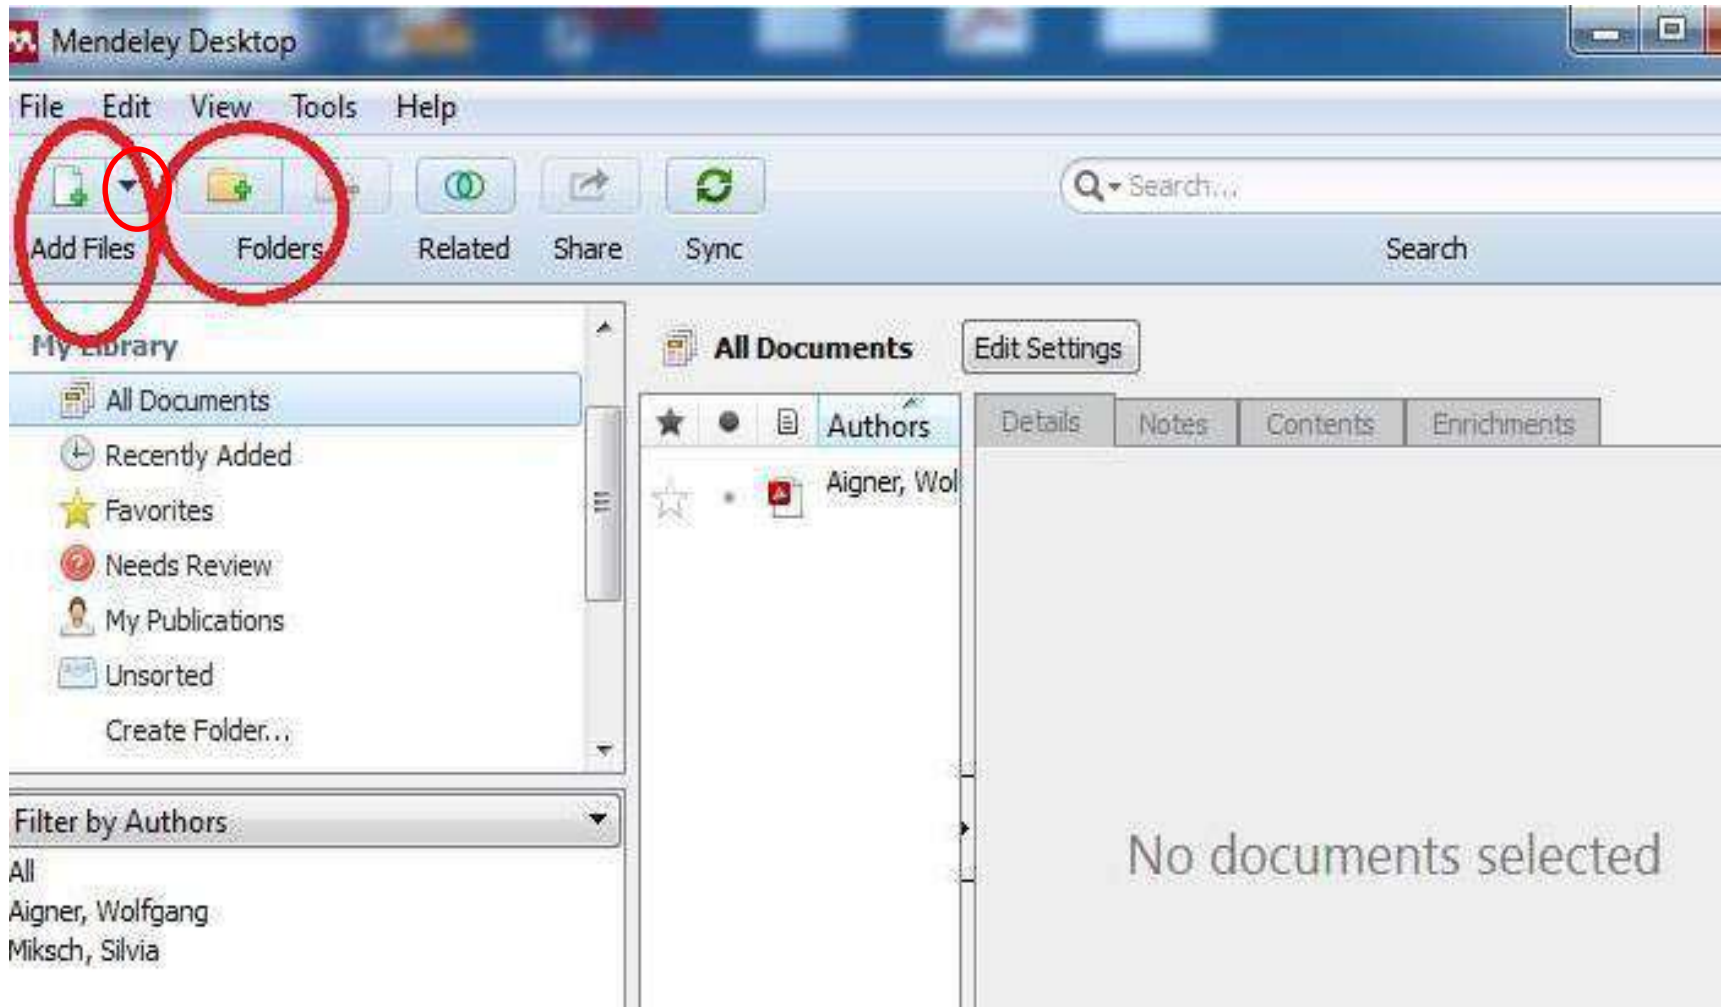 Mendeley Desktop
File Edit View Tools Help
Search...
Add Files Folders Related Share Sync Search
My Library
All Documents
Recently Added
Favorites
Needs Review
My Publications
Unsorted
Create Folder...
Filter by Authors
All
Aigner, Wolfgang
Miksch, Silvia
All Documents Edit Settings
Authors
Aigner, Wol
Details Notes Contents Enrichments
No documents selected